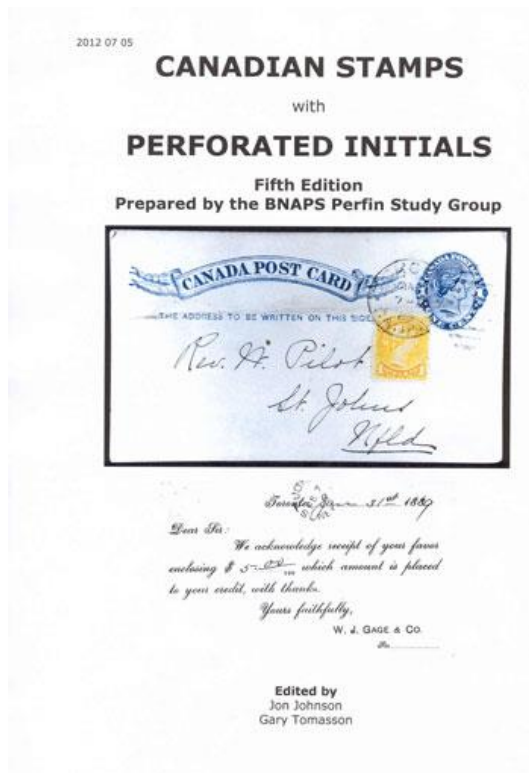 2012 07 05
CANADIAN STAMPS
with
PERFORATED INITIALS
Fifth Edition
Prepared by the BNAPS Perfin Study Group
CANADA POST CARD
THE ADDRESS TO BE WRITTEN ON THIS SIDE
Rev. W. Pilot
St. Johns
Nfld
Toronto 31st 1889
Dear Sir:
We acknowledge receipt of your favor
enclosing $ 5.00 which amount is placed
to your credit, with thanks.
Yours faithfully,
W. J. GAGE & CO.
Per
Edited by
Jon Johnson
Gary Tomasson